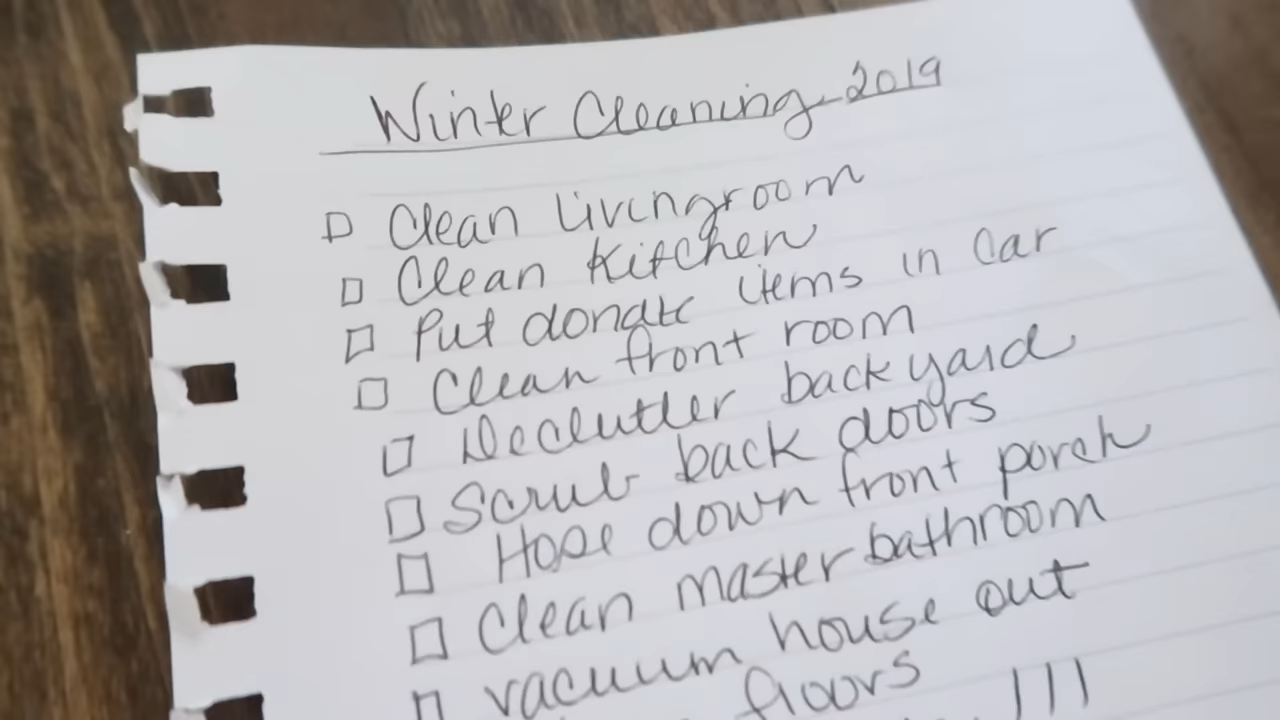 Winter Cleaning - 2019
Clean livingroom
Clean Kitchen
Put donate items in car
Clean front room
Declutter backyard
Scrub back doors
Hose down front porch
Clean master bathroom
vacuum house out
floors
!!!